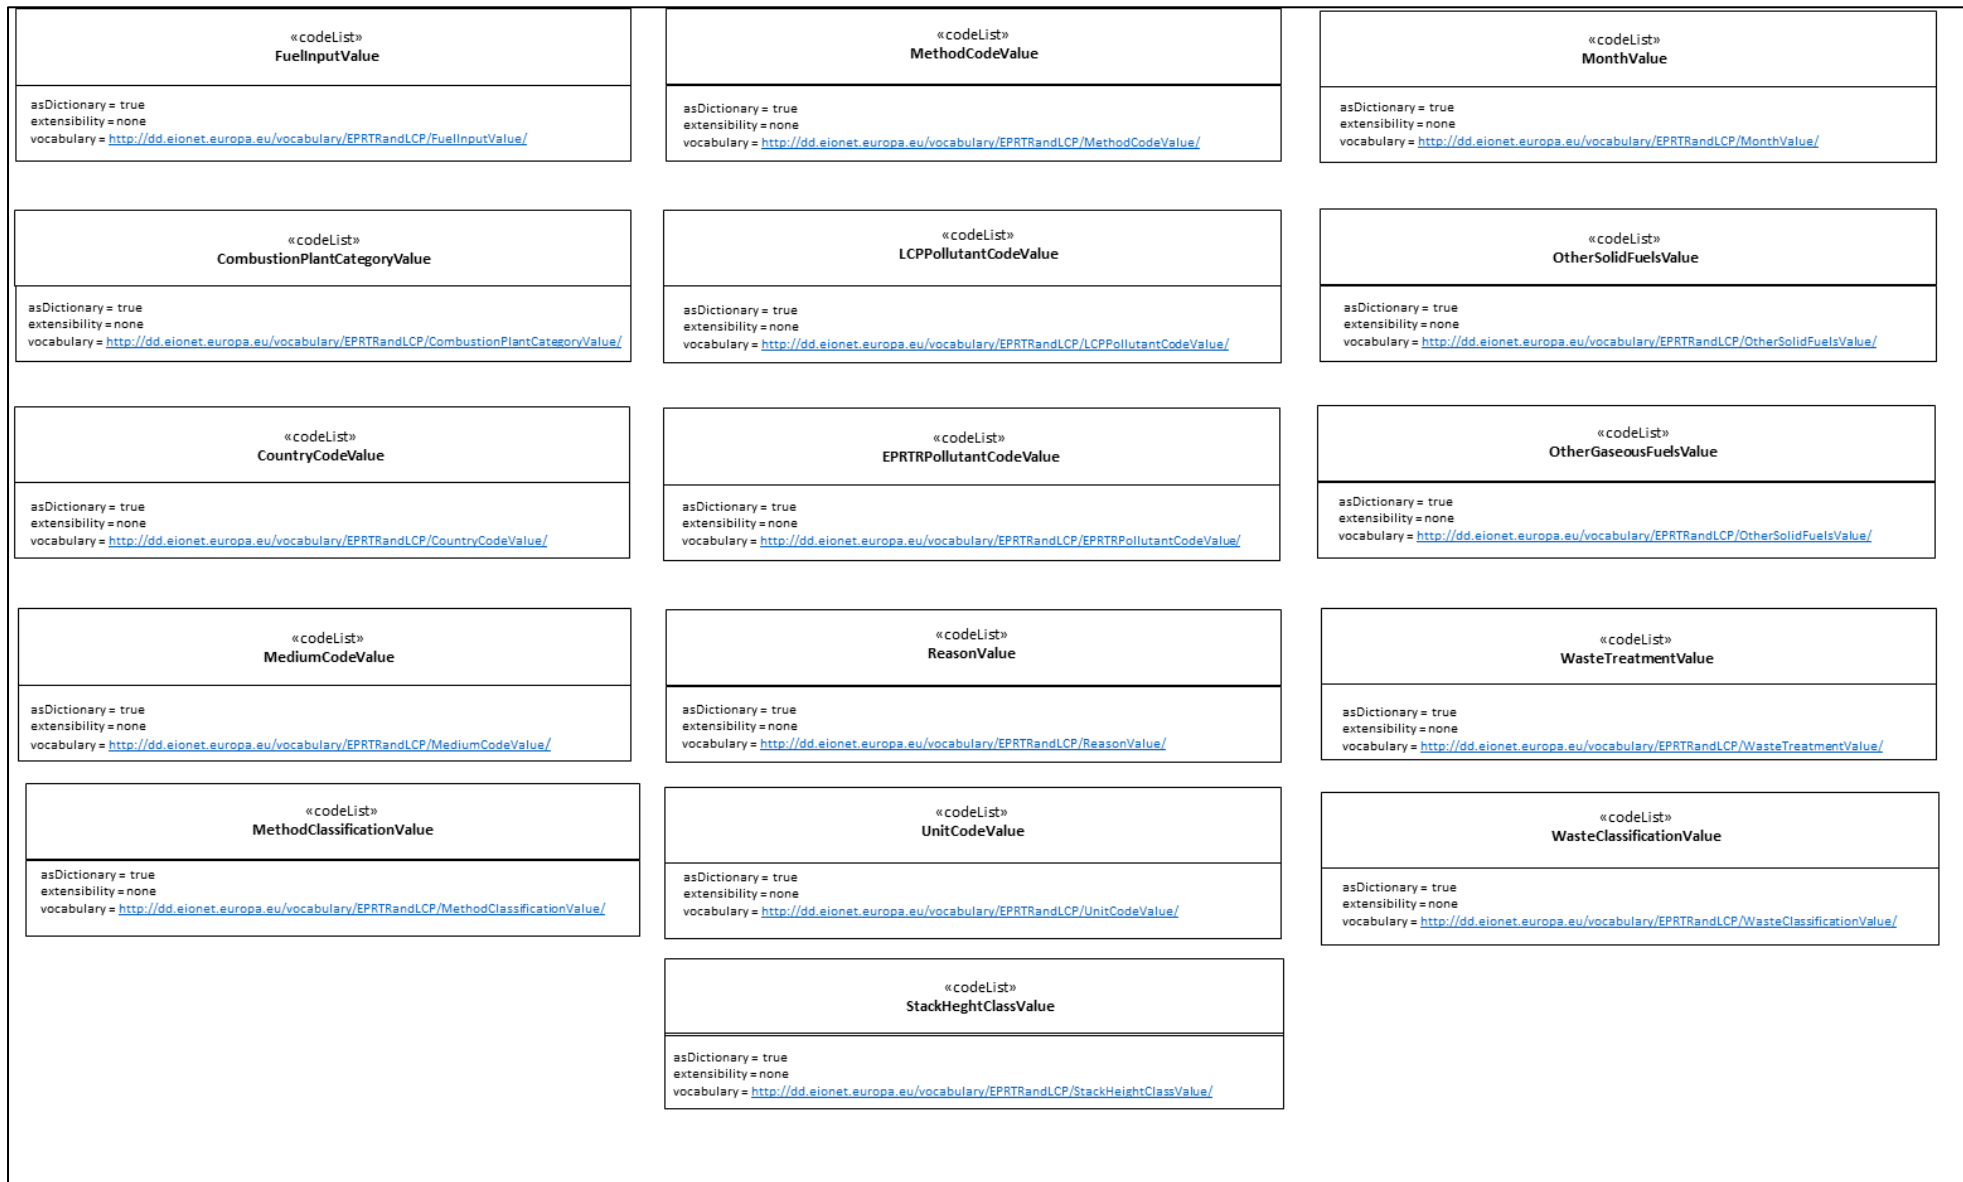 «codeList»
FuelInputValue
asDictionary = true
extensibility = none
vocabulary = http://dd.eionet.europa.eu/vocabulary/EPRTRandLCP/FuelInputValue/
«codeList»
MethodCodeValue
asDictionary = true
extensibility = none
vocabulary = http://dd.eionet.europa.eu/vocabulary/EPRTRandLCP/MethodCodeValue/
«codeList»
MonthValue
asDictionary = true
extensibility = none
vocabulary = http://dd.eionet.europa.eu/vocabulary/EPRTRandLCP/MonthValue/
«codeList»
CombustionPlantCategoryValue
asDictionary = true
extensibility = none
vocabulary = http://dd.eionet.europa.eu/vocabulary/EPRTRandLCP/CombustionPlantCategoryValue/
«codeList»
LCPPollutantCodeValue
asDictionary = true
extensibility = none
vocabulary = http://dd.eionet.europa.eu/vocabulary/EPRTRandLCP/LCPPollutantCodeValue/
«codeList»
OtherSolidFuelsValue
asDictionary = true
extensibility = none
vocabulary = http://dd.eionet.europa.eu/vocabulary/EPRTRandLCP/OtherSolidFuelsValue/
«codeList»
CountryCodeValue
asDictionary = true
extensibility = none
vocabulary = http://dd.eionet.europa.eu/vocabulary/EPRTRandLCP/CountryCodeValue/
«codeList»
EPRTRPollutantCodeValue
asDictionary = true
extensibility = none
vocabulary = http://dd.eionet.europa.eu/vocabulary/EPRTRandLCP/EPRTRPollutantCodeValue/
«codeList»
OtherGaseousFuelsValue
asDictionary = true
extensibility = none
vocabulary = http://dd.eionet.europa.eu/vocabulary/EPRTRandLCP/OtherSolidFuelsValue/
«codeList»
MediumCodeValue
asDictionary = true
extensibility = none
vocabulary = http://dd.eionet.europa.eu/vocabulary/EPRTRandLCP/MediumCodeValue/
«codeList»
ReasonValue
asDictionary = true
extensibility = none
vocabulary = http://dd.eionet.europa.eu/vocabulary/EPRTRandLCP/ReasonValue/
«codeList»
WasteTreatmentValue
asDictionary = true
extensibility = none
vocabulary = http://dd.eionet.europa.eu/vocabulary/EPRTRandLCP/WasteTreatmentValue/
«codeList»
MethodClassificationValue
asDictionary = true
extensibility = none
vocabulary = http://dd.eionet.europa.eu/vocabulary/EPRTRandLCP/MethodClassificationValue/
«codeList»
UnitCodeValue
asDictionary = true
extensibility = none
vocabulary = http://dd.eionet.europa.eu/vocabulary/EPRTRandLCP/UnitCodeValue/
«codeList»
WasteClassificationValue
asDictionary = true
extensibility = none
vocabulary = http://dd.eionet.europa.eu/vocabulary/EPRTRandLCP/WasteClassificationValue/
«codeList»
StackHeghtClassValue
asDictionary = true
extensibility = none
vocabulary = http://dd.eionet.europa.eu/vocabulary/EPRTRandLCP/StackHeightClassValue/